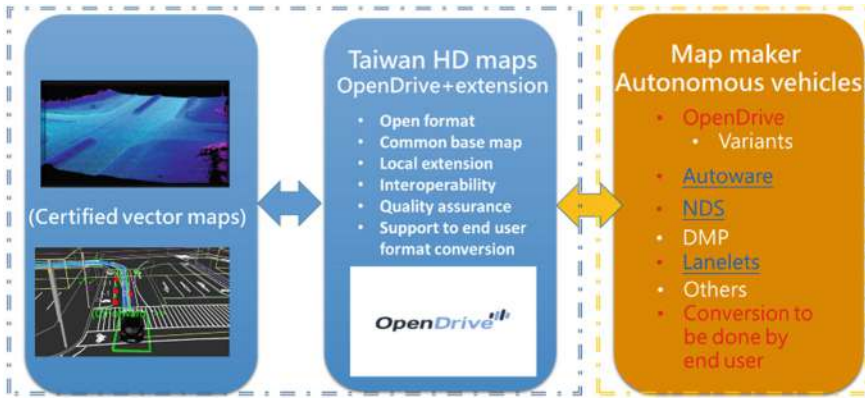 (Certified vector maps)
Taiwan HD maps
OpenDrive+extension
• Open format
• Common base map
• Local extension
• Interoperability
• Quality assurance
• Support to end user
format conversion
OpenDrive
Map maker
Autonomous vehicles
• OpenDrive
• Variants
• Autoware
• NDS
• DMP
• Lanelets
• Others
• Conversion to
be done by
end user